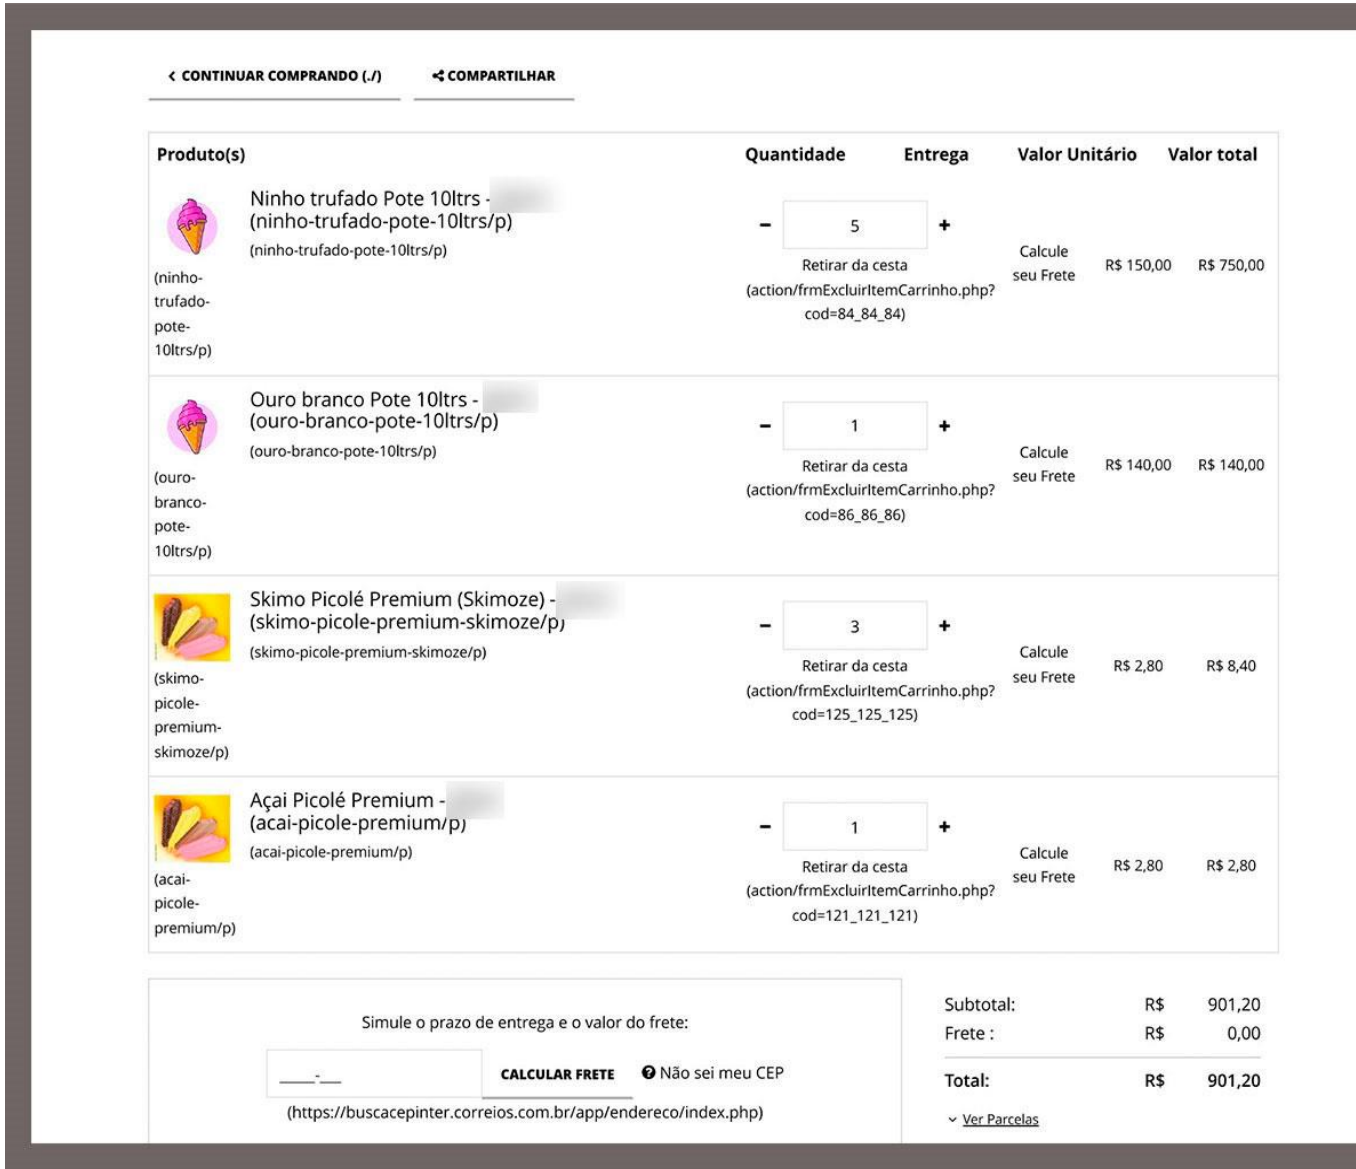 CONTINUAR COMPRANDO (./) COMPARTILHAR
Produto(s) Quantidade Entrega Valor Unitário Valor total
Ninho trufado Pote 10ltrs -
(ninho-trufado-pote-10ltrs/p)
(ninho-trufado-pote-10ltrs/p)
(ninho-
trufado-
pote-
10ltrs/p)
− 5 +
Retirar da cesta
(action/frmExcluirItemCarrinho.php?
cod=84_84_84)
Calcule
seu Frete
R$ 150,00 R$ 750,00
Ouro branco Pote 10ltrs -
(ouro-branco-pote-10ltrs/p)
(ouro-branco-pote-10ltrs/p)
(ouro-
branco-
pote-
10ltrs/p)
− 1 +
Retirar da cesta
(action/frmExcluirItemCarrinho.php?
cod=86_86_86)
Calcule
seu Frete
R$ 140,00 R$ 140,00
Skimo Picolé Premium (Skimoze) -
(skimo-picole-premium-skimoze/p)
(skimo-picole-premium-skimoze/p)
(skimo-
picole-
premium-
skimoze/p)
− 3 +
Retirar da cesta
(action/frmExcluirItemCarrinho.php?
cod=125_125_125)
Calcule
seu Frete
R$ 2,80 R$ 8,40
Açai Picolé Premium -
(acai-picole-premium/p)
(acai-picole-premium/p)
(acai-
picole-
premium/p)
− 1 +
Retirar da cesta
(action/frmExcluirItemCarrinho.php?
cod=121_121_121)
Calcule
seu Frete
R$ 2,80 R$ 2,80
Simule o prazo de entrega e o valor do frete:
_____-___ CALCULAR FRETE Não sei meu CEP
(https://buscacepinter.correios.com.br/app/endereco/index.php)
Subtotal: R$ 901,20
Frete : R$ 0,00
Total: R$ 901,20
Ver Parcelas